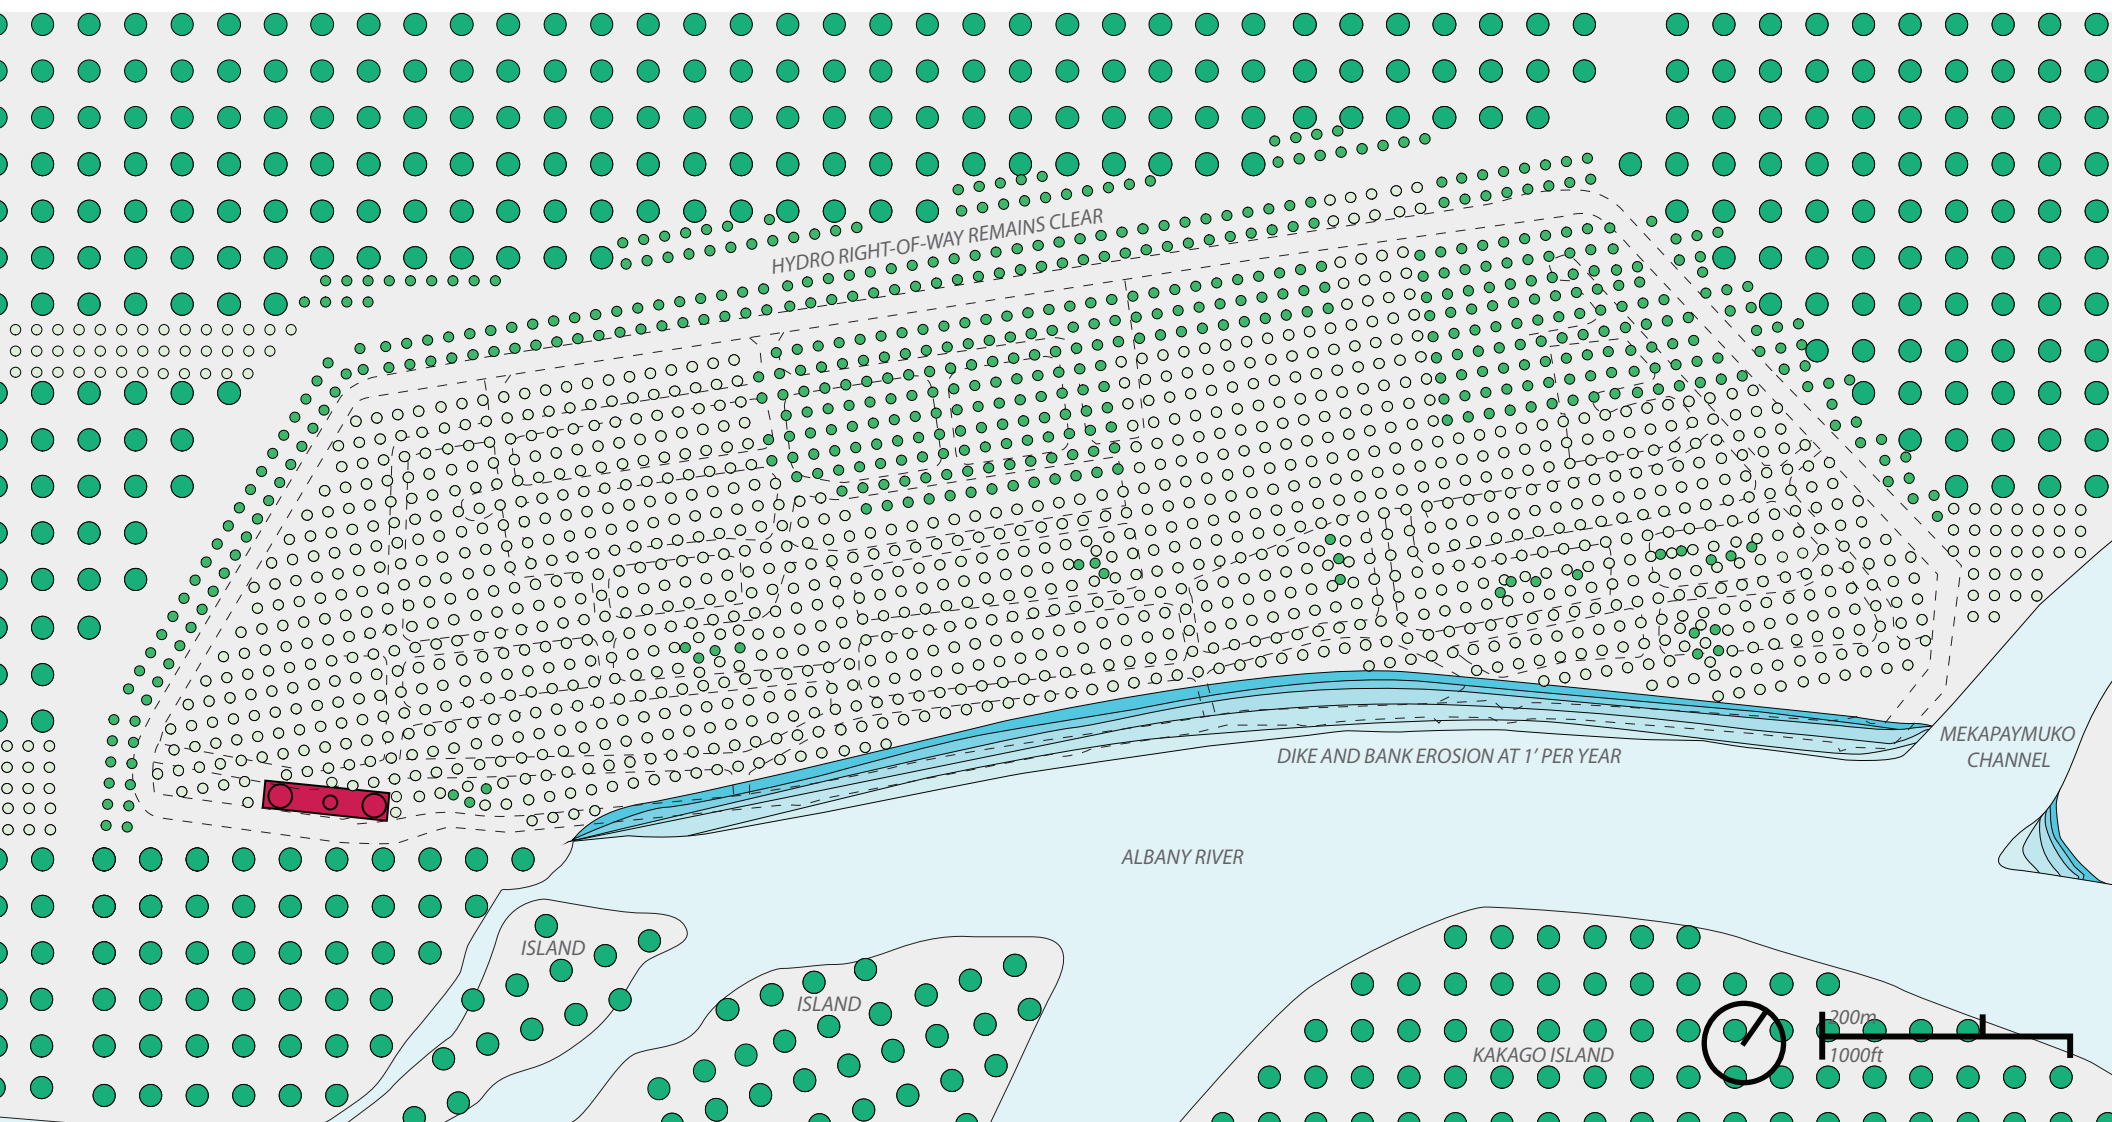 HYDRO RIGHT-OF-WAY REMAINS CLEAR
MEKAPAYMUKO
CHANNEL
DIKE AND BANK EROSION AT 1’ PER YEAR
ALBANY RIVER
ISLAND
ISLAND
KAKAGO ISLAND
200m
1000ft